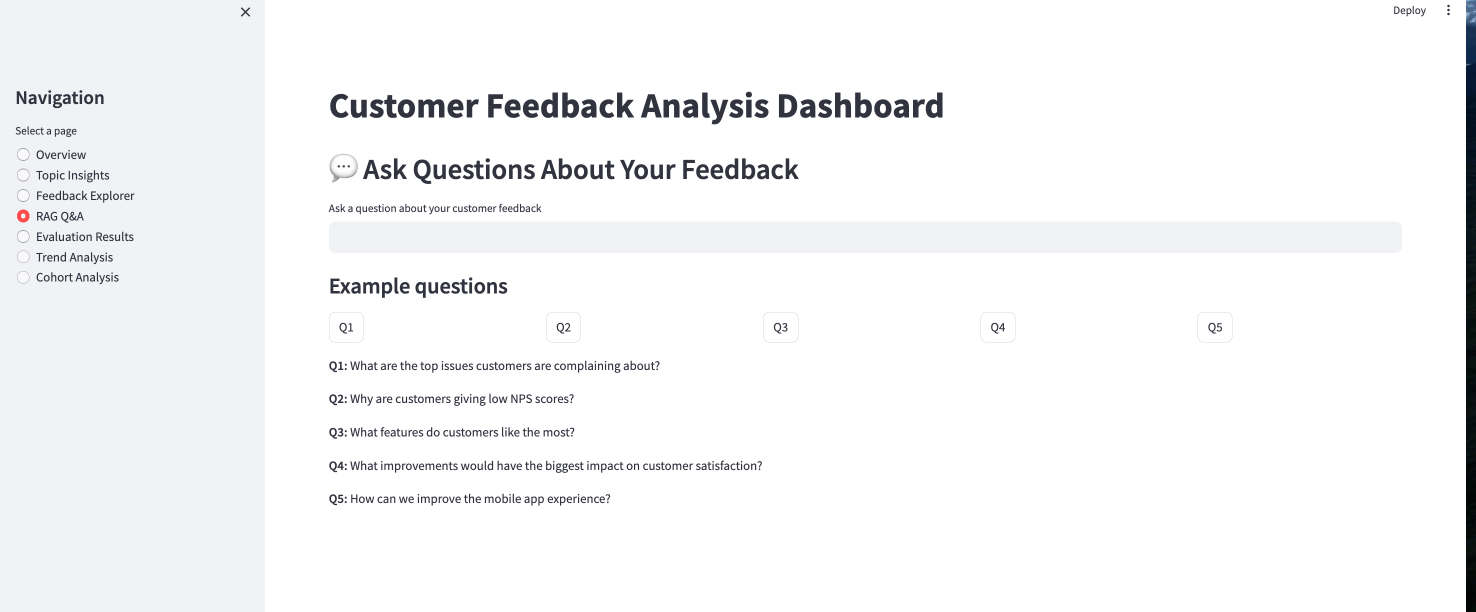 Deploy
Navigation
Select a page
Overview
Topic Insights
Feedback Explorer
RAG Q&A
Evaluation Results
Trend Analysis
Cohort Analysis
Customer Feedback Analysis Dashboard
💬 Ask Questions About Your Feedback
Ask a question about your customer feedback
Example questions
Q1 Q2 Q3 Q4 Q5
Q1: What are the top issues customers are complaining about?
Q2: Why are customers giving low NPS scores?
Q3: What features do customers like the most?
Q4: What improvements would have the biggest impact on customer satisfaction?
Q5: How can we improve the mobile app experience?